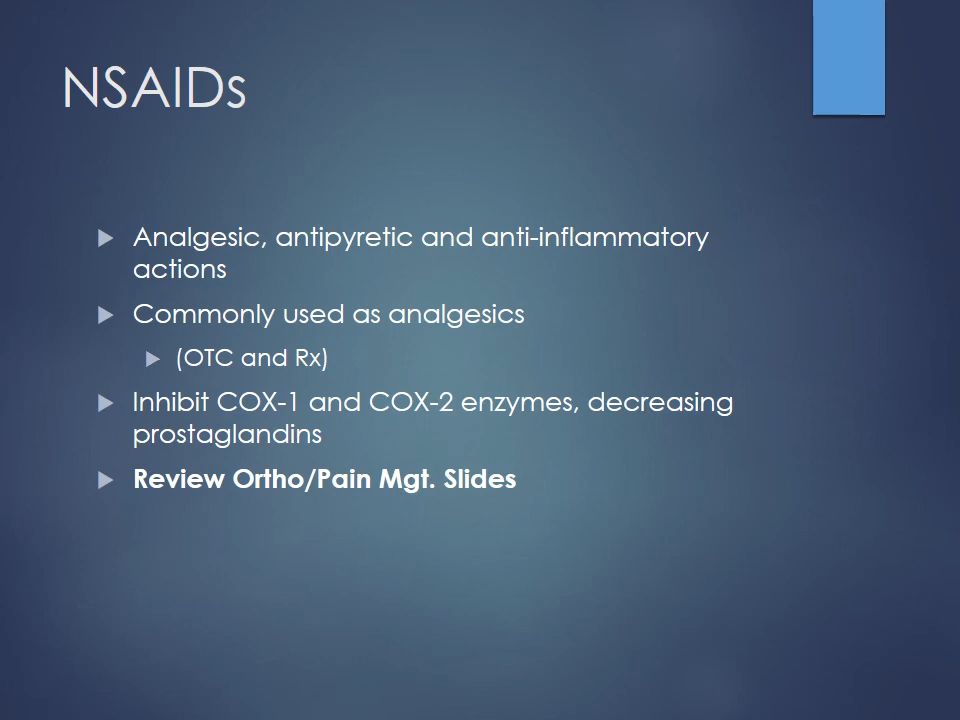 NSAIDs
Analgesic, antipyretic and anti-inflammatory
actions
Commonly used as analgesics
(OTC and Rx)
Inhibit COX-1 and COX-2 enzymes, decreasing
prostaglandins
Review Ortho/Pain Mgt. Slides